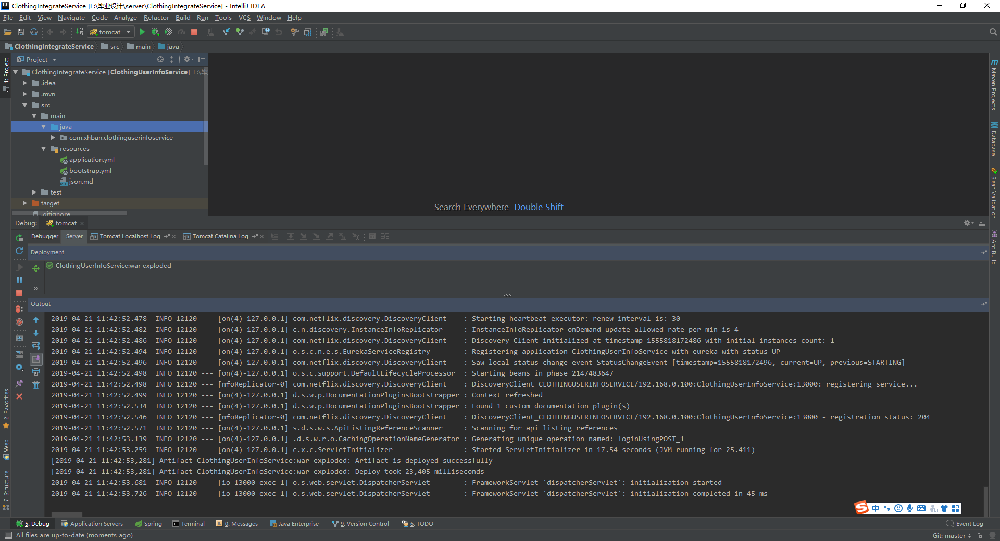 ClothingIntegrateService [E:\毕业设计\server\ClothingIntegrateService] - IntelliJ IDEA
File Edit View Navigate Code Analyze Refactor Build Run Tools VCS Window Help
tomcat
ClothingIntegrateService src main java
1: Project
Project
ClothingIntegrateService [ClothingUserInfoService] E:\毕
.idea
.mvn
src
main
java
com.xhban.clothinguserinfoservice
resources
application.yml
bootstrap.yml
json.md
test
target
.gitignore
Search Everywhere Double Shift
Maven Projects
Database
Bean Validation
Ant Build
Debug: tomcat
Debugger Server Tomcat Localhost Log Tomcat Catalina Log
Deployment
ClothingUserInfoService:war exploded
Output
2019-04-21 11:42:52.478  INFO 12120 --- [on(4)-127.0.0.1] com.netflix.discovery.DiscoveryClient    : Starting heartbeat executor: renew interval is: 30
2019-04-21 11:42:52.482  INFO 12120 --- [on(4)-127.0.0.1] c.n.discovery.InstanceInfoReplicator     : InstanceInfoReplicator onDemand update allowed rate per min is 4
2019-04-21 11:42:52.486  INFO 12120 --- [on(4)-127.0.0.1] com.netflix.discovery.DiscoveryClient    : Discovery Client initialized at timestamp 1555818172486 with initial instances count: 1
2019-04-21 11:42:52.494  INFO 12120 --- [on(4)-127.0.0.1] o.s.c.n.e.s.EurekaServiceRegistry        : Registering application ClothingUserInfoService with eureka with status UP
2019-04-21 11:42:52.496  INFO 12120 --- [on(4)-127.0.0.1] com.netflix.discovery.DiscoveryClient    : Saw local status change event StatusChangeEvent [timestamp=1555818172496, current=UP, previous=STARTING]
2019-04-21 11:42:52.498  INFO 12120 --- [on(4)-127.0.0.1] o.s.c.support.DefaultLifecycleProcessor  : Starting beans in phase 2147483647
2019-04-21 11:42:52.498  INFO 12120 --- [nfoReplicator-0] com.netflix.discovery.DiscoveryClient    : DiscoveryClient_CLOTHINGUSERINFOSERVICE/192.168.0.100:ClothingUserInfoService:13000: registering service...
2019-04-21 11:42:52.499  INFO 12120 --- [on(4)-127.0.0.1] d.s.w.p.DocumentationPluginsBootstrapper : Context refreshed
2019-04-21 11:42:52.534  INFO 12120 --- [on(4)-127.0.0.1] d.s.w.p.DocumentationPluginsBootstrapper : Found 1 custom documentation plugin(s)
2019-04-21 11:42:52.546  INFO 12120 --- [nfoReplicator-0] com.netflix.discovery.DiscoveryClient    : DiscoveryClient_CLOTHINGUSERINFOSERVICE/192.168.0.100:ClothingUserInfoService:13000 - registration status: 204
2019-04-21 11:42:52.571  INFO 12120 --- [on(4)-127.0.0.1] s.d.s.w.s.ApiListingReferenceScanner     : Scanning for api listing references
2019-04-21 11:42:53.139  INFO 12120 --- [on(4)-127.0.0.1] .d.s.w.r.o.CachingOperationNameGenerator : Generating unique operation named: loginUsingPOST_1
2019-04-21 11:42:53.259  INFO 12120 --- [on(4)-127.0.0.1] c.x.c.ServletInitializer                 : Started ServletInitializer in 17.54 seconds (JVM running for 25.411)
[2019-04-21 11:42:53,281] Artifact ClothingUserInfoService:war exploded: Artifact is deployed successfully
[2019-04-21 11:42:53,281] Artifact ClothingUserInfoService:war exploded: Deploy took 23,405 milliseconds
2019-04-21 11:42:53.681  INFO 12120 --- [io-13000-exec-1] o.s.web.servlet.DispatcherServlet        : FrameworkServlet 'dispatcherServlet': initialization started
2019-04-21 11:42:53.726  INFO 12120 --- [io-13000-exec-1] o.s.web.servlet.DispatcherServlet        : FrameworkServlet 'dispatcherServlet': initialization completed in 45 ms
2: Favorites
Web
7: Structure
中
5: Debug Application Servers Spring Terminal 0: Messages Java Enterprise 9: Version Control 6: TODO Event Log
All files are up-to-date (moments ago) Git: master